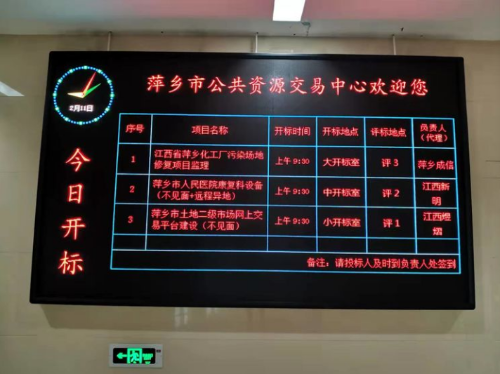 萍乡市公共资源交易中心欢迎您
今日开标
序号 项目名称 开标时间 开标地点 评标地点 负责人
(代理)
1 江西省萍乡化工厂污染场地
修复项目监理 上午9:30 大开标室 评3 萍乡成信
2 萍乡市人民医院康复科设备
(不见面+远程异地) 上午9:30 中开标室 评2 江西新
明
3 萍乡市土地二级市场网上交
易平台建设(不见面) 上午9:30 小开标室 评1 江西
备注:请投标人及时到负责人处签到